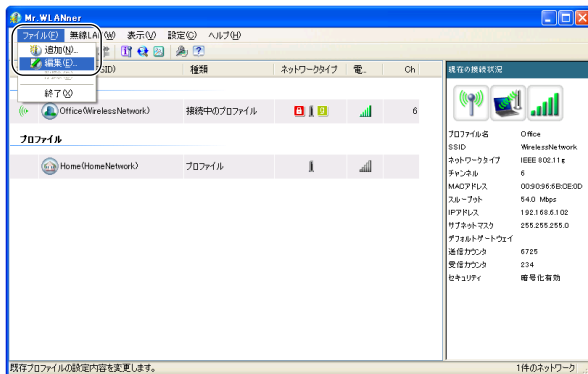 Mr.WLANner
ファイル(F) 無線LAN(W) 表示(V) 設定(C) ヘルプ(H)
追加(N)...
編集(E)...
終了(X)
SID) 種類 ネットワークタイプ 電... Ch
Office(WirelessNetwork) 接続中のプロファイル g 6
プロファイル
Home(HomeNetwork) プロファイル
現在の接続状況
プロファイル名 Office
SSID WirelessNetwork
ネットワークタイプ IEEE 802.11g
チャンネル 6
MACアドレス 00:90:96:6B:0E:0D
スループット 54.0 Mbps
IPアドレス 192.168.6.102
サブネットマスク 255.255.255.0
デフォルトゲートウェイ
送信カウンタ 6725
受信カウンタ 234
セキュリティ 暗号化有効
既存プロファイルの設定内容を変更します。 1件のネットワーク